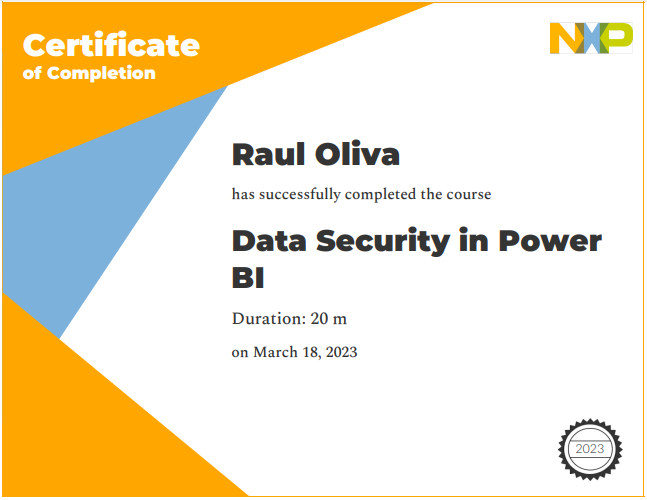 Certificate
of Completion
NXP
Raul Oliva
has successfully completed the course
Data Security in Power
BI
Duration: 20 m
on March 18, 2023
2023